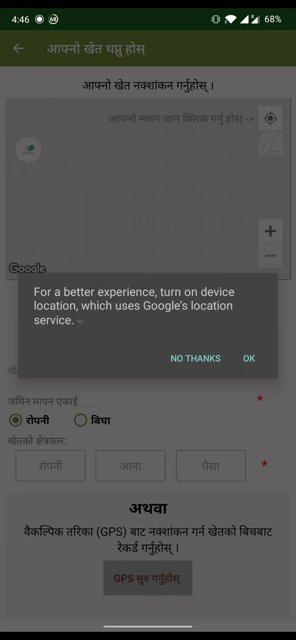 4:46
68
68%
आफ्नो खेत थप्नु होस्
आफ्नो खेत नक्शांकन गर्नुहोस् ।
आफ्नो स्थान जान क्लिक गर्नु होस् ->
+
−
Google
For a better experience, turn on device
location, which uses Google's location
service.
NO THANKS OK
जमिन मापन एकाई *
रोपनी बिघा
खेतको क्षेत्रफल:
रोपनी आना पैसा *
अथवा
वैकल्पिक तरिका (GPS) बाट नक्शांकन गर्न खेतको बिचबाट
रेकर्ड गर्नुहोस् ।
GPS सुरु गर्नुहोस्